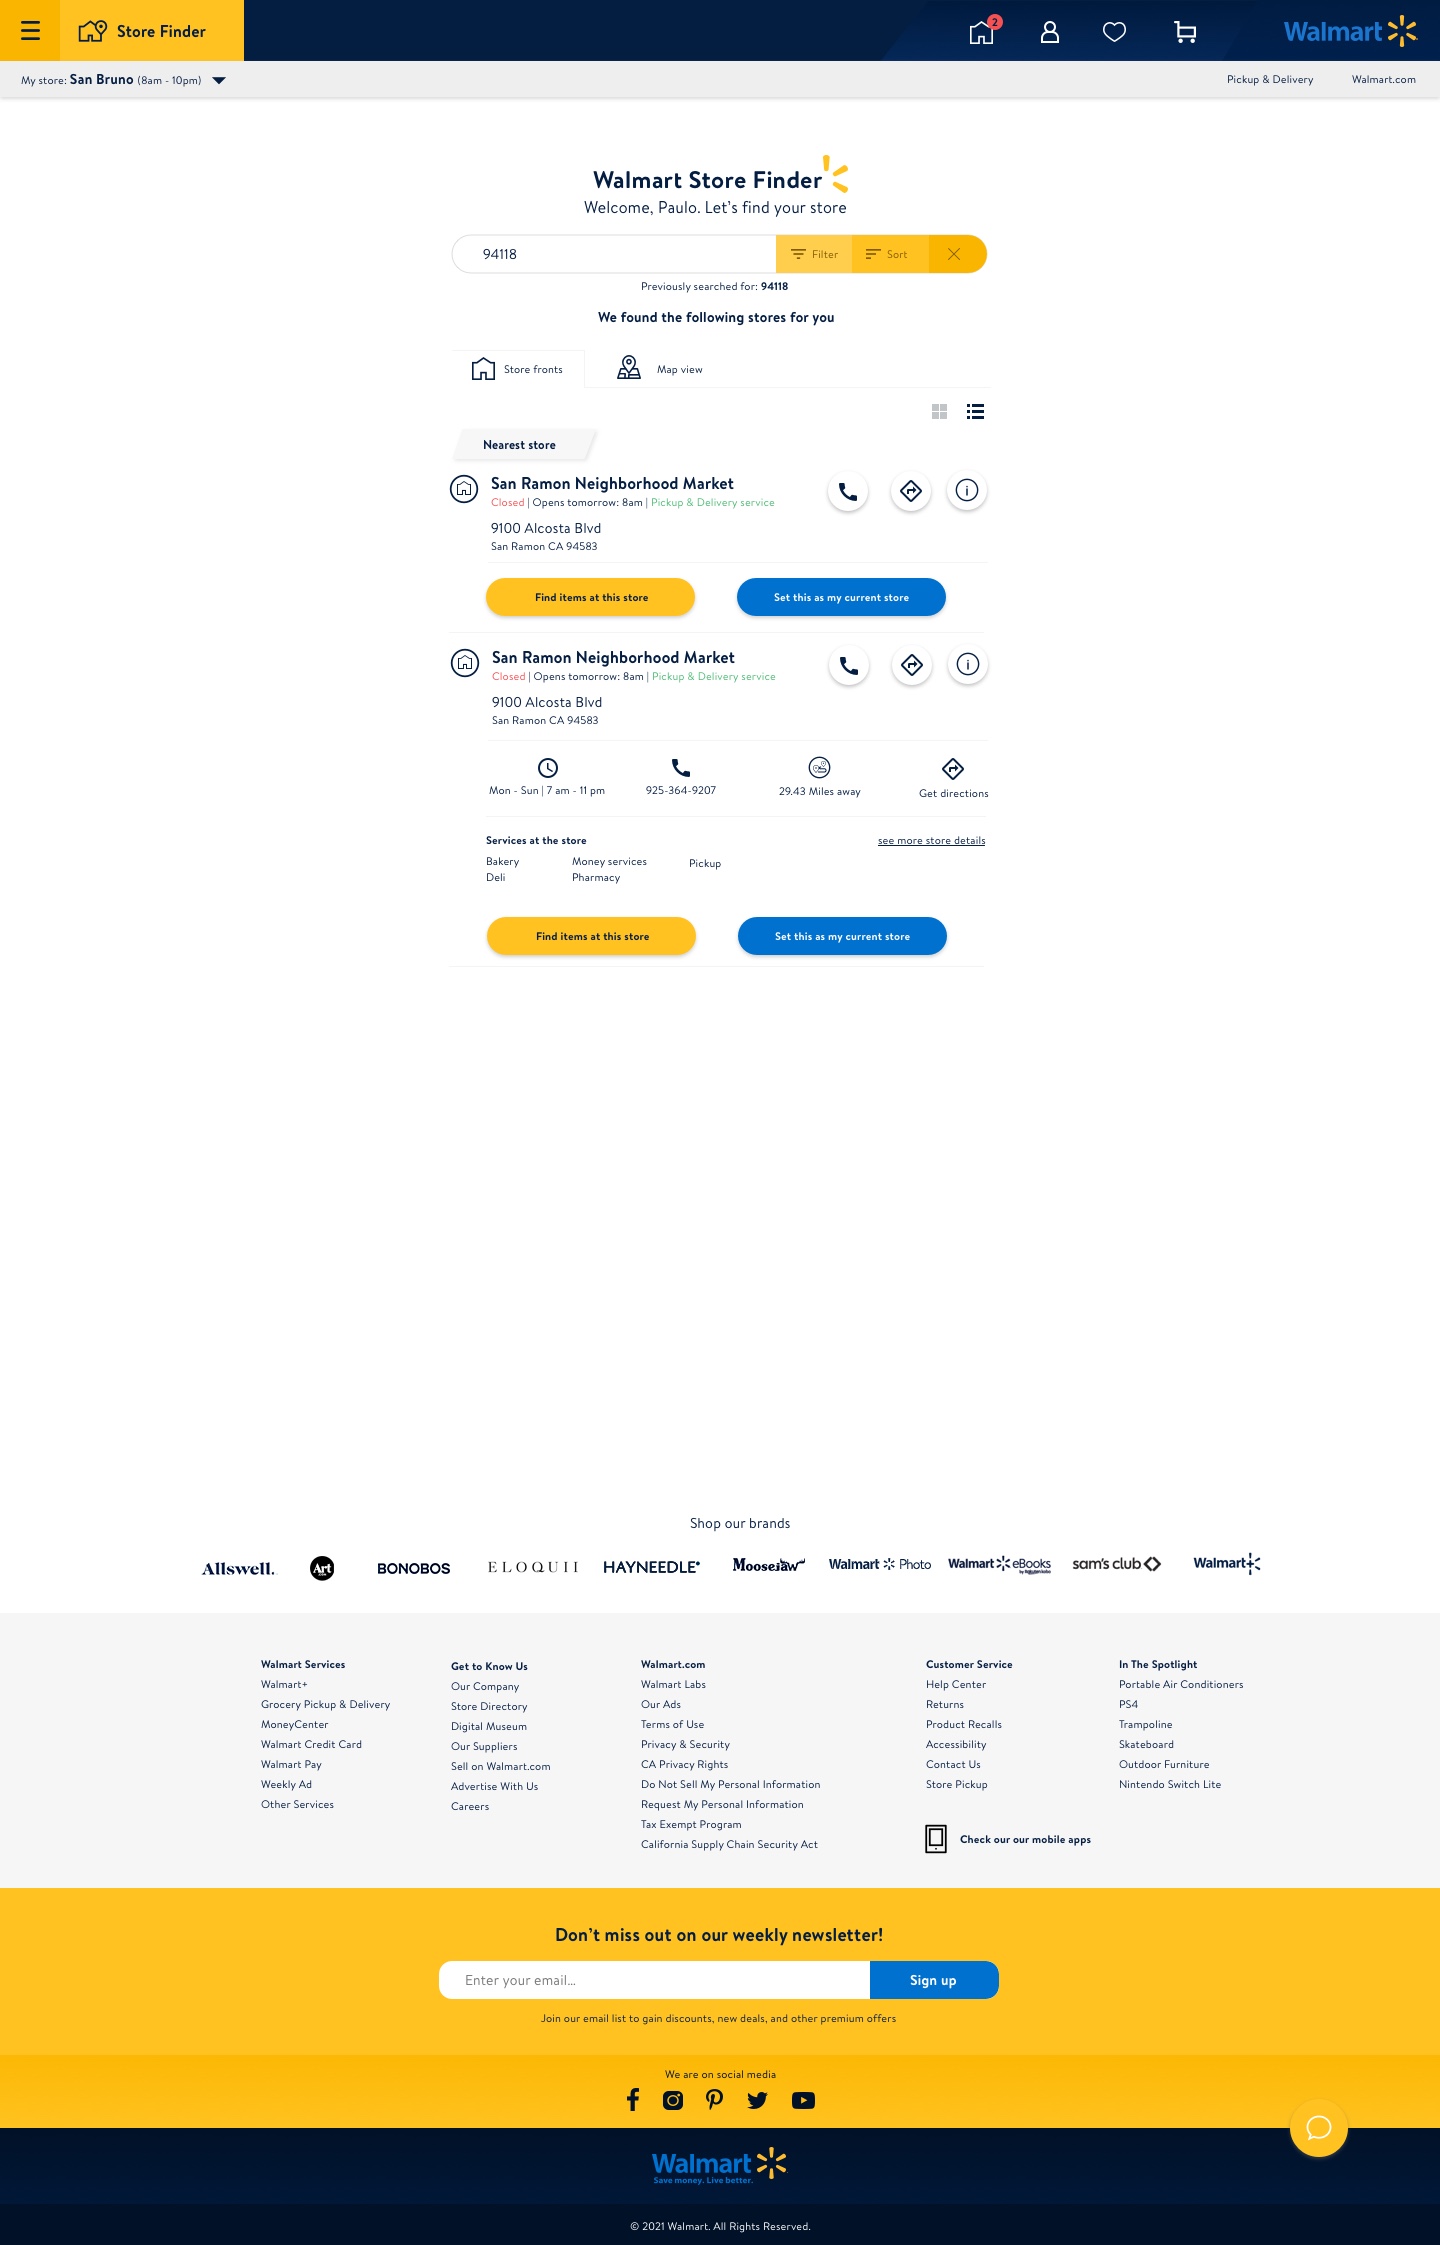 Store Finder
2
Walmart
My store: San Bruno (8am - 10pm)
Pickup & Delivery
Walmart.com
Walmart Store Finder
Welcome, Paulo. Let's find your store
94118
Filter
Sort
Previously searched for: 94118
We found the following stores for you
Store fronts
Map view
Nearest store
San Ramon Neighborhood Market
Closed | Opens tomorrow: 8am | Pickup & Delivery service
9100 Alcosta Blvd
San Ramon CA 94583
Find items at this store
Set this as my current store
San Ramon Neighborhood Market
Closed | Opens tomorrow: 8am | Pickup & Delivery service
9100 Alcosta Blvd
San Ramon CA 94583
Mon - Sun | 7 am - 11 pm
925-364-9207
29.43 Miles away
Get directions
Services at the store
see more store details
Bakery
Money services
Pickup
Deli
Pharmacy
Find items at this store
Set this as my current store
Shop our brands
Allswell.
Art
BONOBOS
ELOQUII
HAYNEEDLE
Moosejaw
Walmart Photo
Walmart eBooks
sam's club
Walmart+
Walmart Services
Walmart+
Grocery Pickup & Delivery
MoneyCenter
Walmart Credit Card
Walmart Pay
Weekly Ad
Other Services
Get to Know Us
Our Company
Store Directory
Digital Museum
Our Suppliers
Sell on Walmart.com
Advertise With Us
Careers
Walmart.com
Walmart Labs
Our Ads
Terms of Use
Privacy & Security
CA Privacy Rights
Do Not Sell My Personal Information
Request My Personal Information
Tax Exempt Program
California Supply Chain Security Act
Customer Service
Help Center
Returns
Product Recalls
Accessibility
Contact Us
Store Pickup
Check our our mobile apps
In The Spotlight
Portable Air Conditioners
PS4
Trampoline
Skateboard
Outdoor Furniture
Nintendo Switch Lite
Don't miss out on our weekly newsletter!
Enter your email...
Sign up
Join our email list to gain discounts, new deals, and other premium offers
We are on social media
Walmart
Save money. Live better.
© 2021 Walmart. All Rights Reserved.